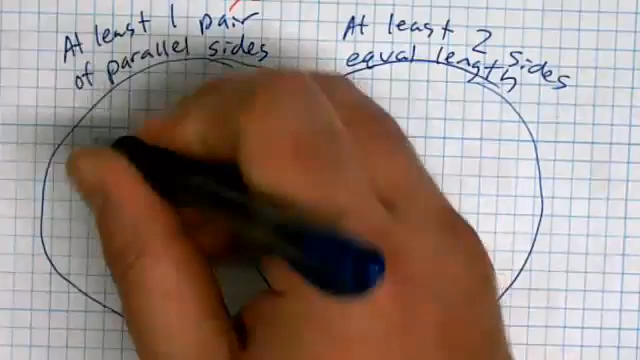 At least 1 pair
of parallel sides
At least 2 sides
equal length